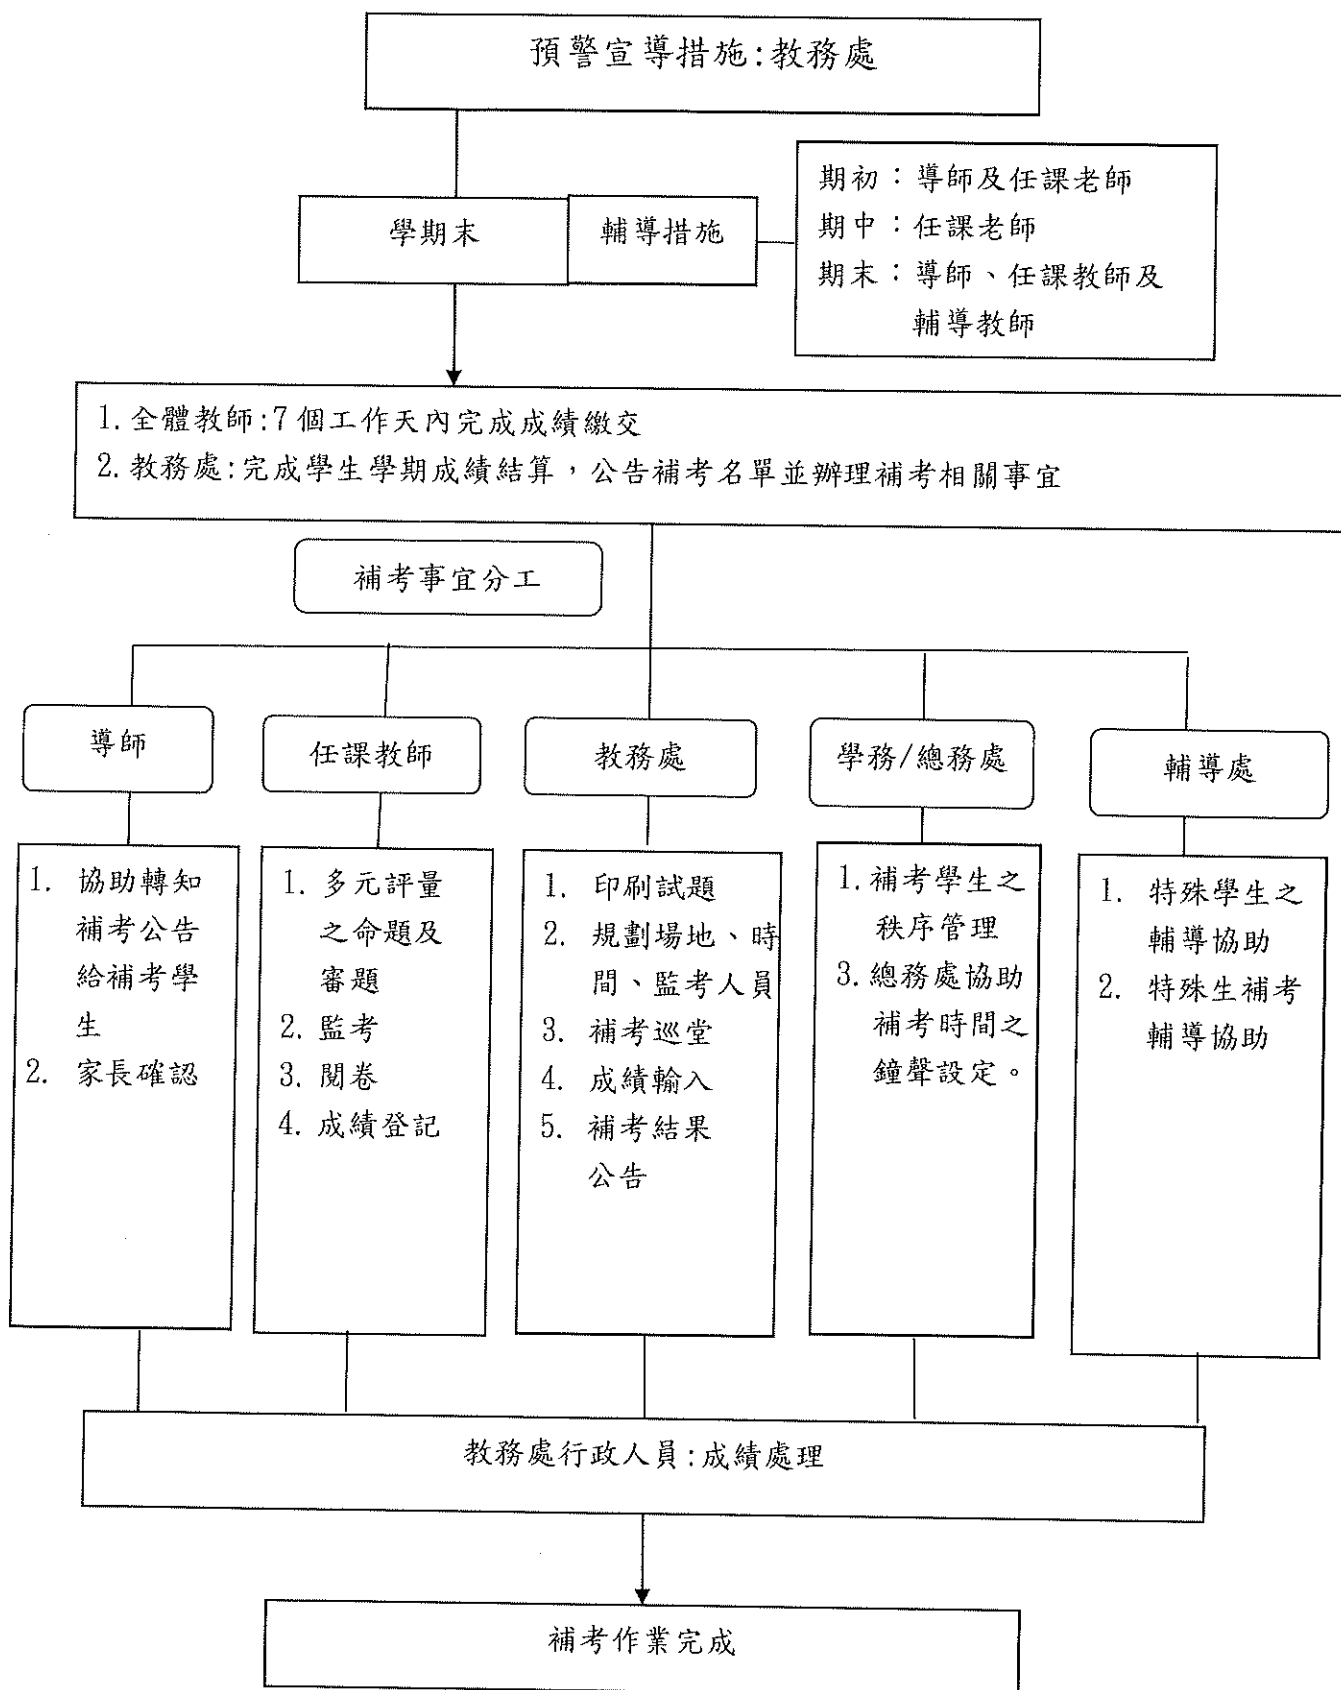 預警宣導措施:教務處
學期末
輔導措施
期初：導師及任課老師
期中：任課老師
期末：導師、任課教師及
輔導教師
1. 全體教師:7個工作天內完成成績繳交
2. 教務處:完成學生學期成績結算，公告補考名單並辦理補考相關事宜
補考事宜分工
導師
1. 協助轉知
補考公告
給補考學
生
2. 家長確認
任課教師
1. 多元評量
之命題及
審題
2. 監考
3. 閱卷
4. 成績登記
教務處
1. 印刷試題
2. 規劃場地、時
間、監考人員
3. 補考巡堂
4. 成績輸入
5. 補考結果
公告
學務/總務處
1. 補考學生之
秩序管理
3. 總務處協助
補考時間之
鐘聲設定。
輔導處
1. 特殊學生之
輔導協助
2. 特殊生補考
輔導協助
教務處行政人員:成績處理
補考作業完成